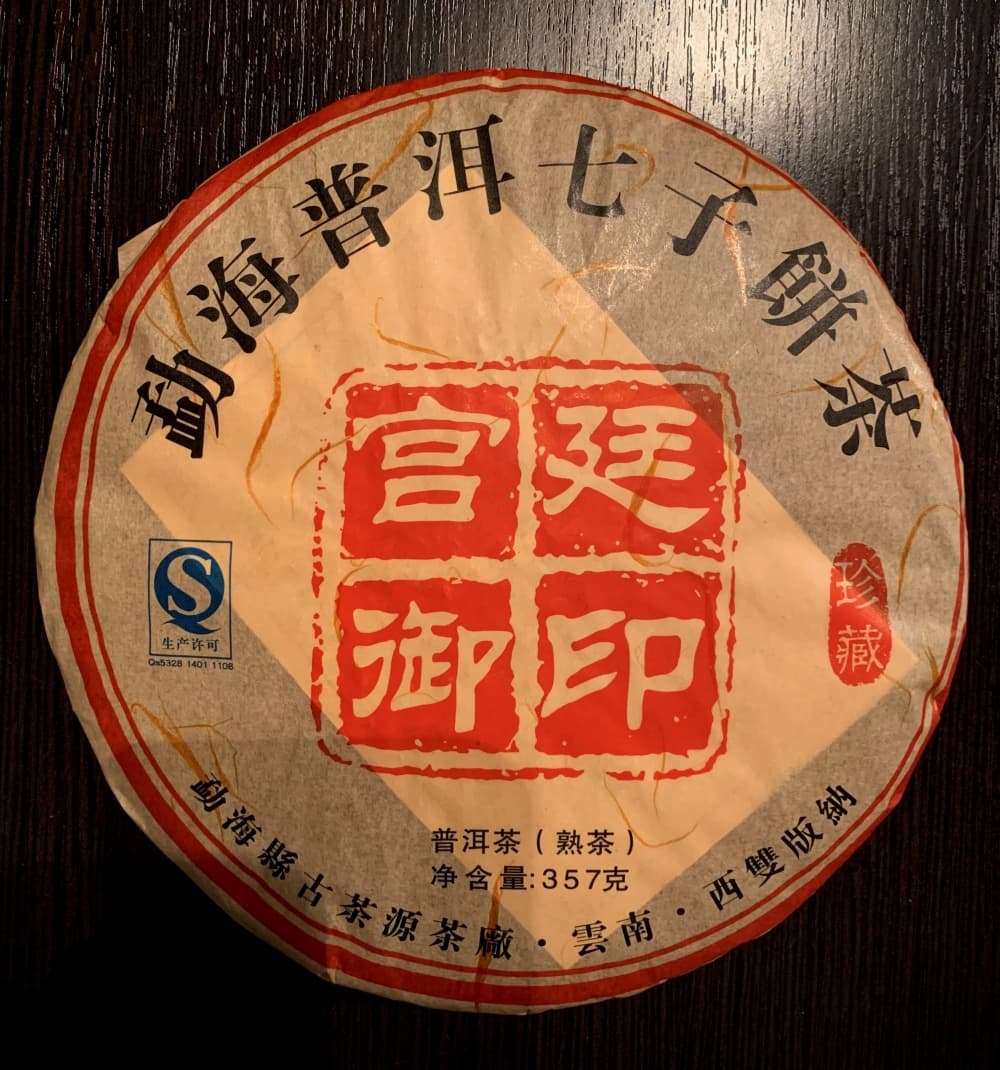 勐海普洱七子餅茶
宫廷
御印
珍藏
生产许可
Qs5328 1401 1108
普洱茶(熟茶)
净含量:357克
勐海縣古茶源茶廠·雲南·西雙版納